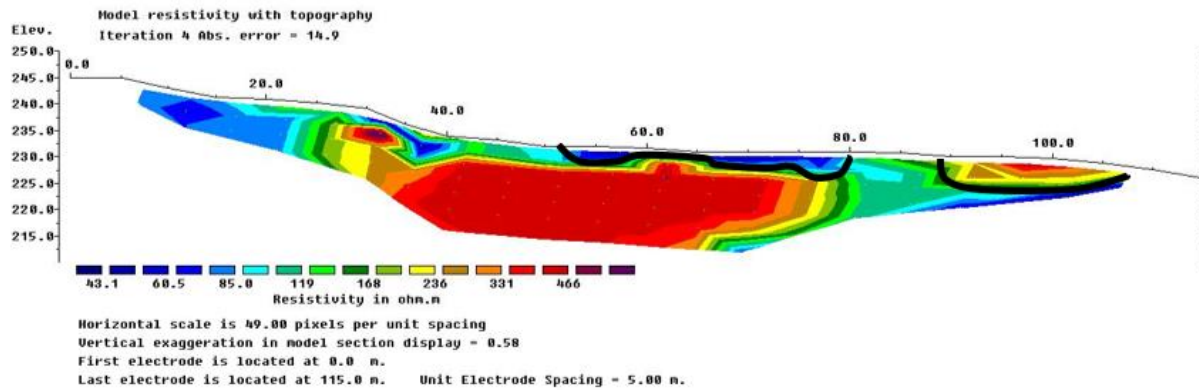 Model resistivity with topography
Elev.
Iteration 4 Abs. error = 14.9
250.0
0.0
245.0
20.0
240.0
40.0
235.0
60.0
80.0
100.0
230.0
225.0
215.0
43.1 60.5 85.0 119 168 236 331 466
Resistivity in ohm.m
Horizontal scale is 49.00 pixels per unit spacing
Vertical exaggeration in model section display = 0.58
First electrode is located at 0.0 m.
Last electrode is located at 115.0 m. Unit Electrode Spacing = 5.00 m.